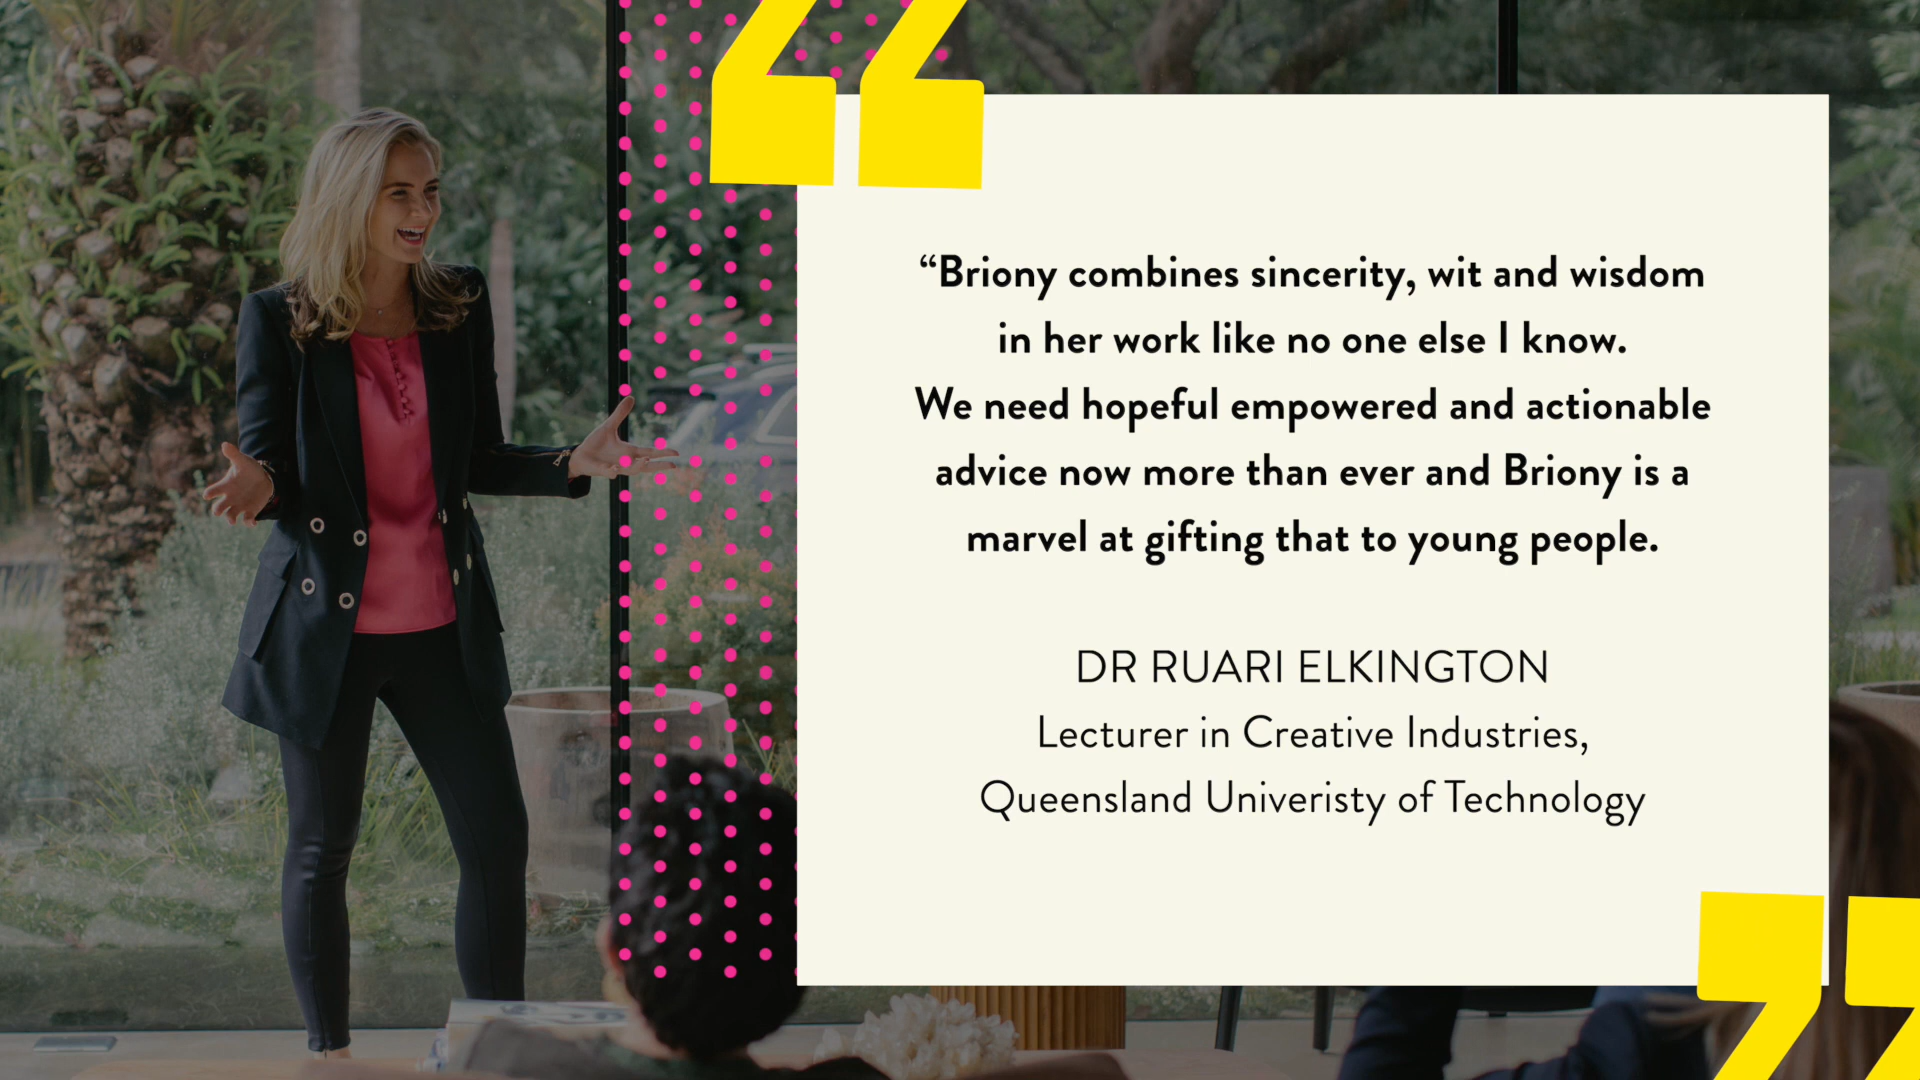 “Briony combines sincerity, wit and wisdom
in her work like no one else I know.
We need hopeful empowered and actionable
advice now more than ever and Briony is a
marvel at gifting that to young people.
DR RUARI ELKINGTON
Lecturer in Creative Industries,
Queensland Univeristy of Technology